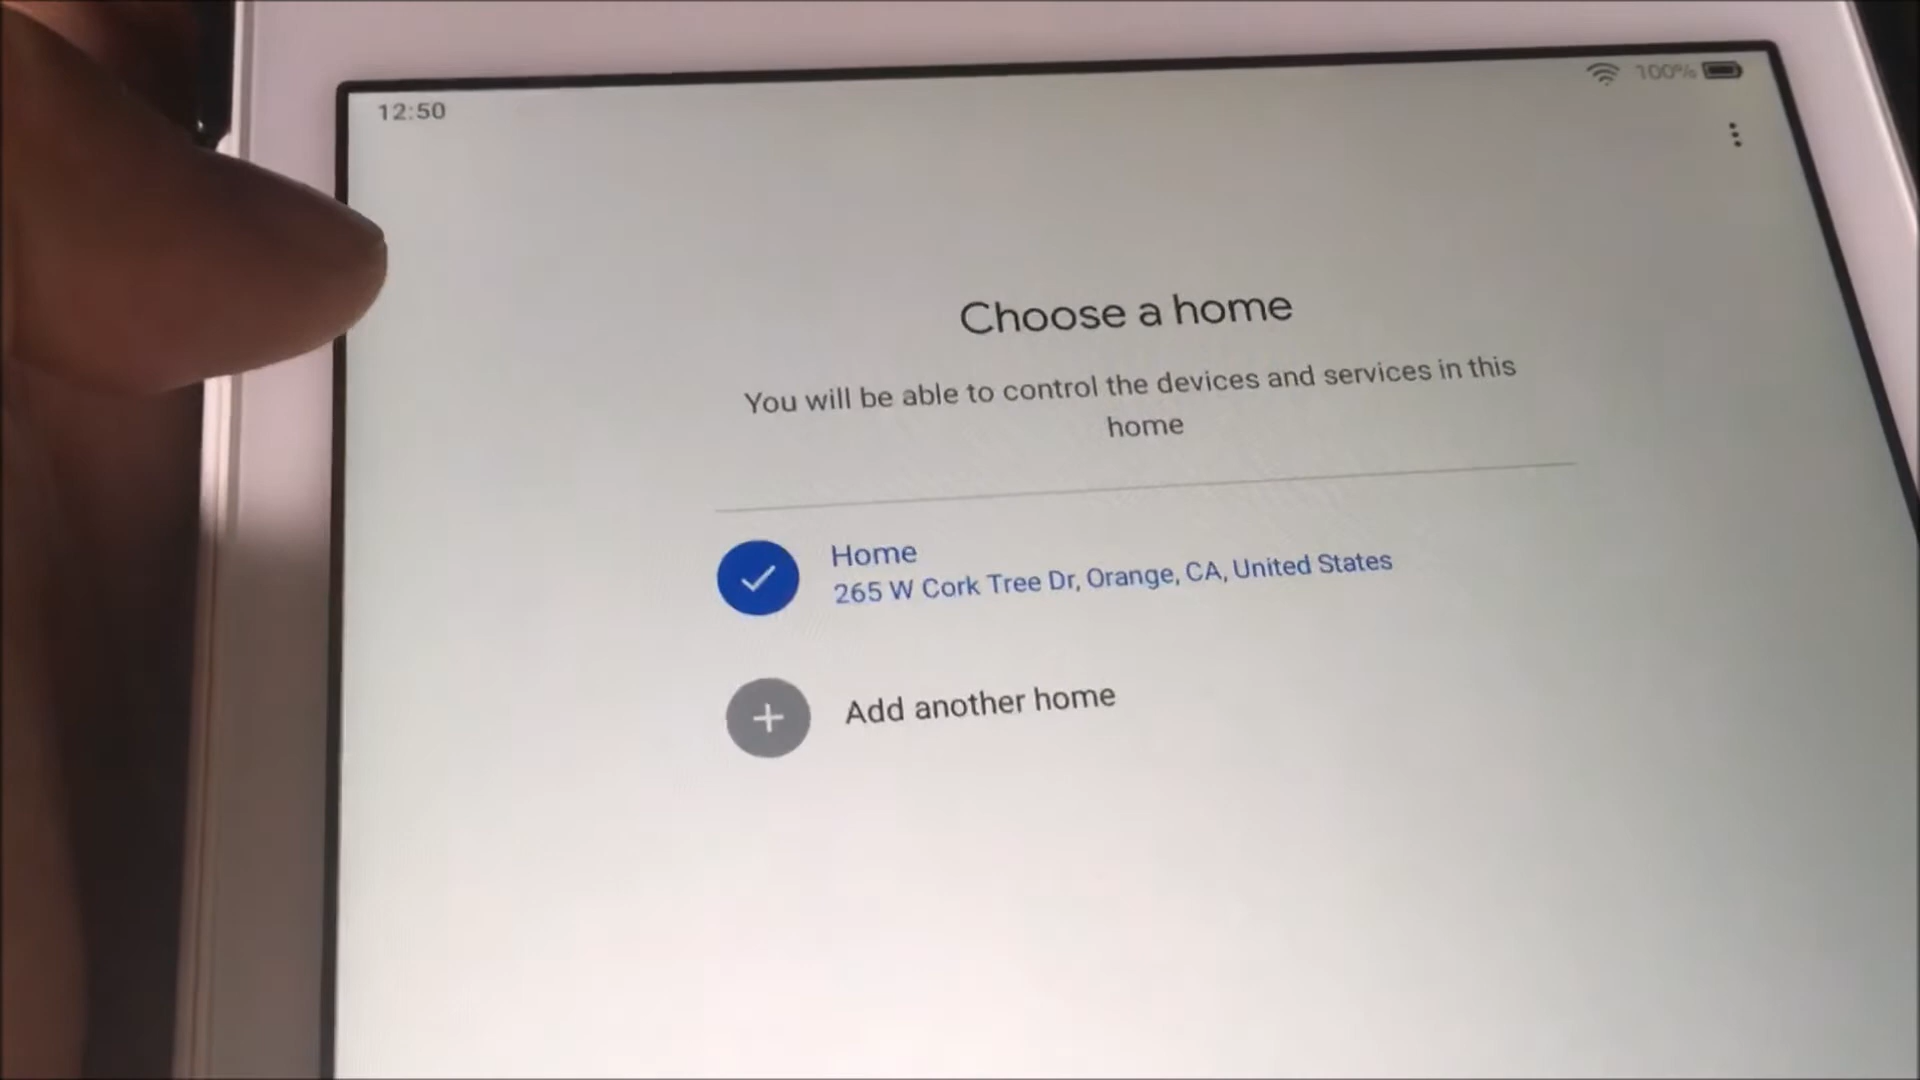 12:50
100%
Choose a home
You will be able to control the devices and services in this
home
Home
265 W Cork Tree Dr, Orange, CA, United States
Add another home